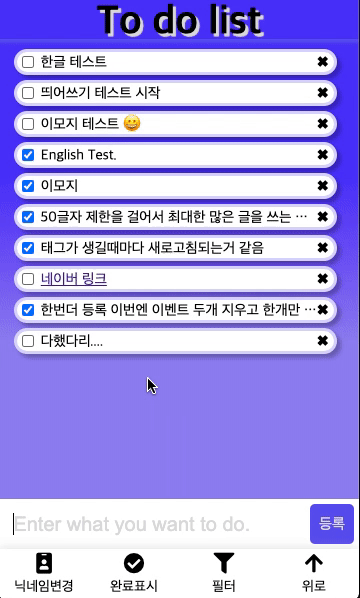 To do list
한글 테스트 ✖
띄어쓰기 테스트 시작 ✖
이모지 테스트 😀 ✖
English Test. ✖
이모지 ✖
50글자 제한을 걸어서 최대한 많은 글을 쓰는 … ✖
태그가 생길때마다 새로고침되는거 같음 ✖
네이버 링크 ✖
한번더 등록 이번엔 이벤트 두개 지우고 한개만 … ✖
다했다리.... ✖
Enter what you want to do. 등록
닉네임변경 완료표시 필터 위로